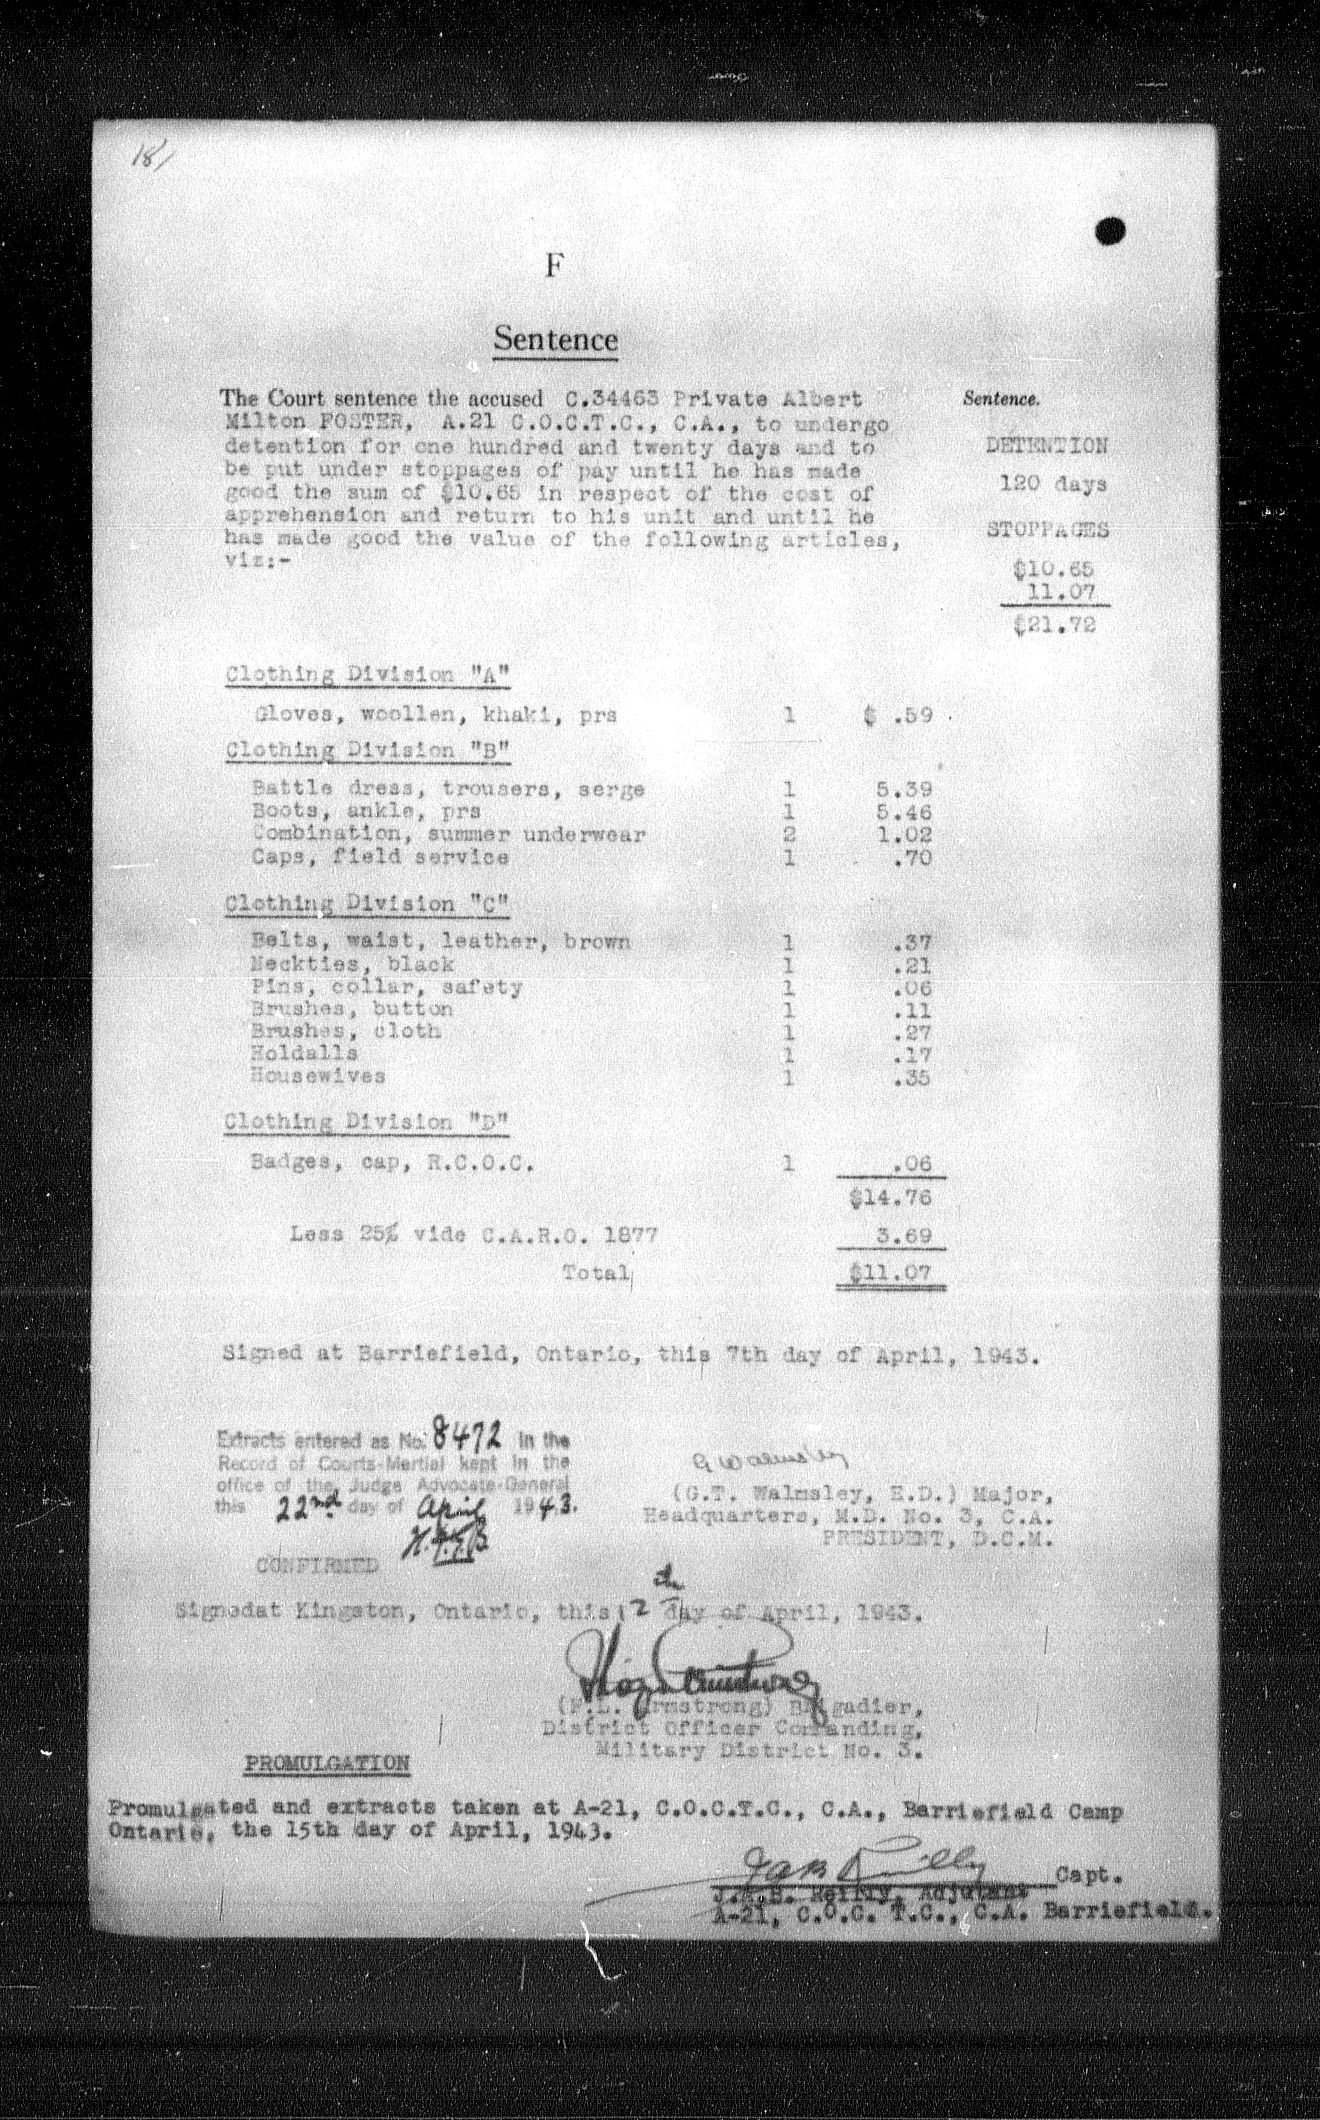 18/
F
Sentence
The Court sentence the accused C.34463 Private Albert
Milton FOSTER, A.21 C.O.C.T.C., C.A., to undergo
detention for one hundred and twenty days and to
be put under stoppages of pay until he has made
good the sum of $10.65 in respect of the cost of
apprehension and return to his unit and until he
has made good the value of the following articles,
viz:-
Sentence.
DETENTION
120 days
STOPPAGES
$10.65
11.07
$21.72
Clothing Division "A"
Gloves, woollen, khaki, prs 1 $ .59
Clothing Division "B"
Battle dress, trousers, serge 1 5.39
Boots, ankle, prs 1 5.46
Combination, summer underwear 2 1.02
Caps, field service 1 .70
Clothing Division "C"
Belts, waist, leather, brown 1 .37
Neckties, black 1 .21
Pins, collar, safety 1 .06
Brushes, button 1 .11
Brushes, cloth 1 .27
Holdalls 1 .17
Housewives 1 .35
Clothing Division "D"
Badges, cap, R.C.O.C. 1 .06
$14.76
Less 25% vide C.A.R.O. 1877 3.69
Total $11.07
Signed at Barriefield, Ontario, this 7th day of April, 1943.
Extracts entered as No. 8472 in the
Record of Courts-Martial kept in the
office of the Judge Advocate-General
this 22nd day of April 1943.
G Walmsley
(G.T. Walmsley, E.D.) Major,
Headquarters, M.D. No. 3, C.A.
PRESIDENT, D.C.M.
CONFIRMED
Signedat Kingston, Ontario, this 12th day of April, 1943.
(F.L. Armstrong) Brigadier,
District Officer Commanding,
Military District No. 3.
PROMULGATION
Promulgated and extracts taken at A-21, C.O.C.T.C., C.A., Barriefield Camp
Ontario, the 15th day of April, 1943.
Capt.
J.A.B. Reilly, Adjutant
A-21, C.O.C. T.C., C.A. Barriefield.